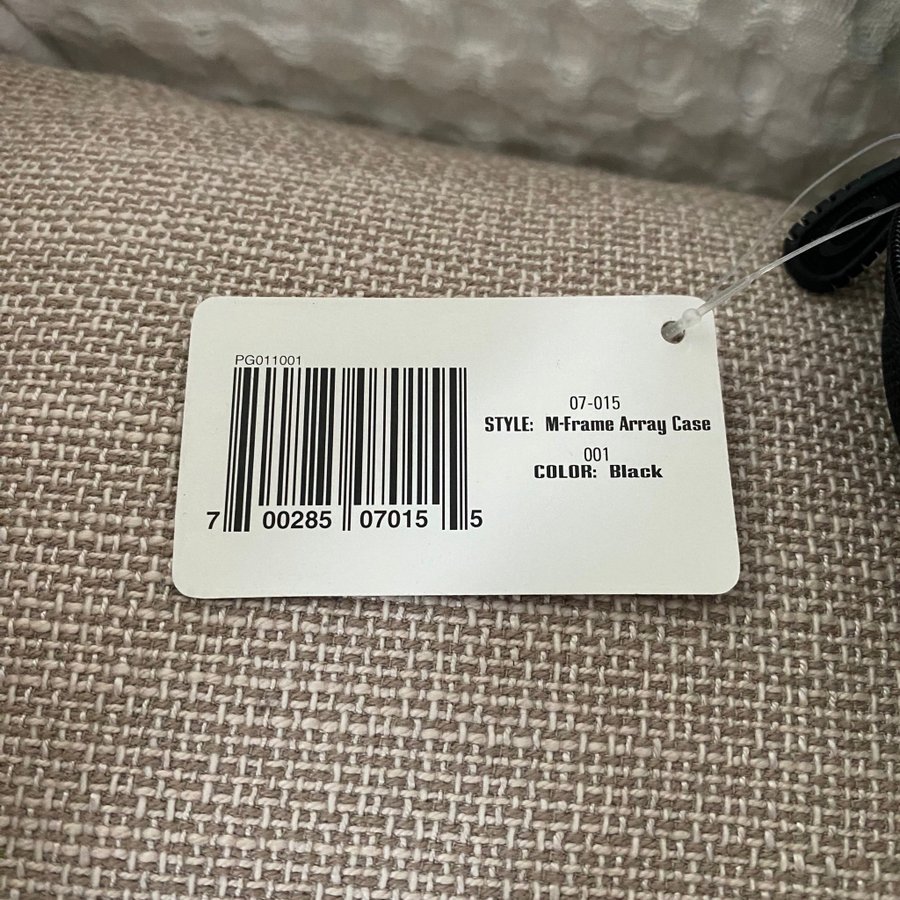 PG011001
7 00285 07015 5
07-015
STYLE: M-Frame Array Case
001
COLOR: Black